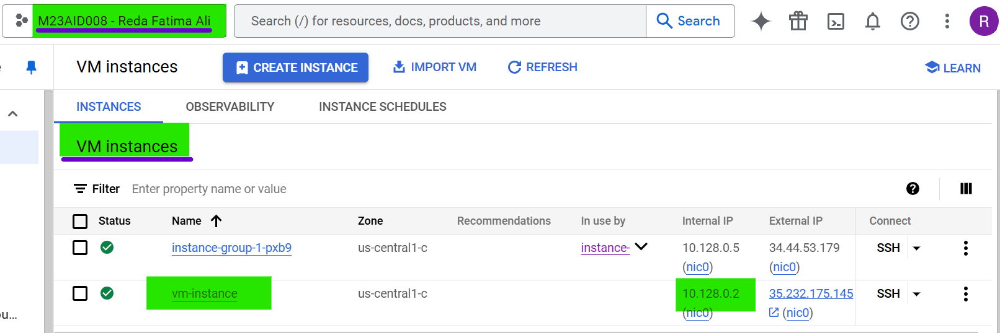 M23AID008 - Reda Fatima Ali Search (/) for resources, docs, products, and more Search R
VM instances CREATE INSTANCE IMPORT VM REFRESH LEARN
INSTANCES OBSERVABILITY INSTANCE SCHEDULES
VM instances
Filter Enter property name or value
Status Name Zone Recommendations In use by Internal IP External IP Connect
instance-group-1-pxb9 us-central1-c instance- 10.128.0.5 34.44.53.179 SSH
(nic0) (nic0)
vm-instance us-central1-c 10.128.0.2 35.232.175.145 SSH
(nic0) (nic0)